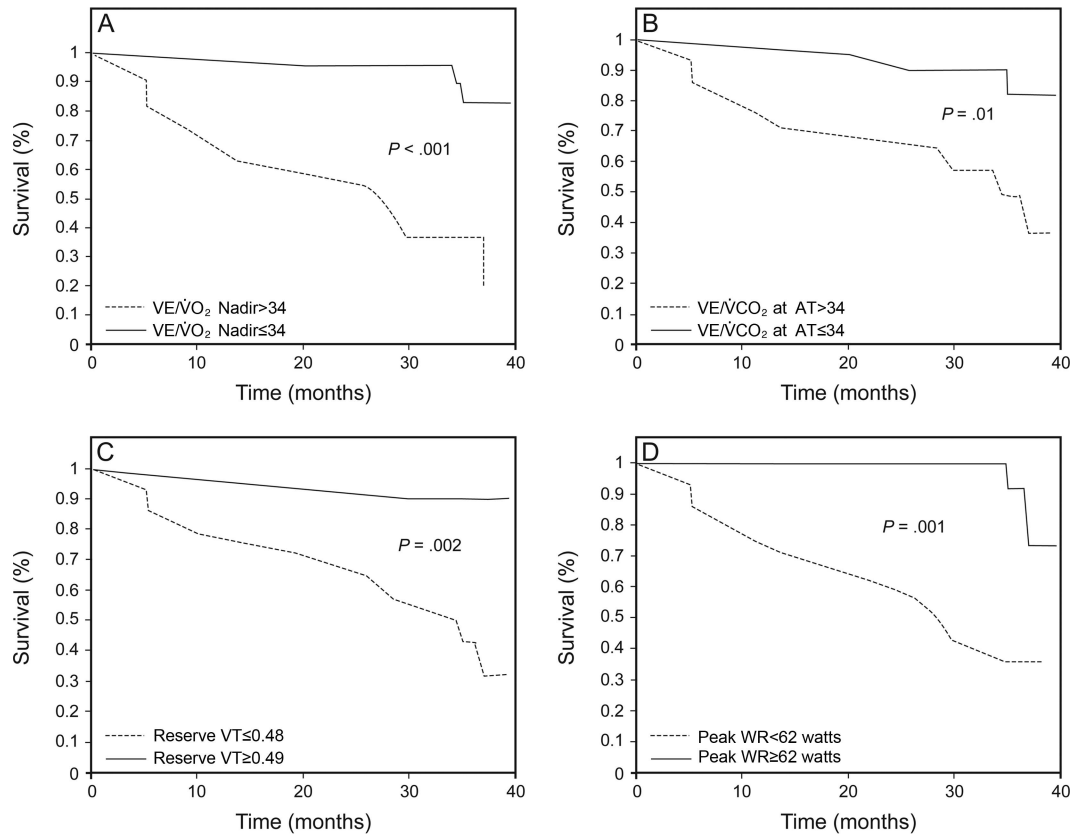 A
1
0.9
0.8
0.7
0.6
0.5
0.4
0.3
0.2
0.1
0
Survival (%)
P < .001
VE/V̇O₂ Nadir>34
VE/V̇O₂ Nadir≤34
0 10 20 30 40
Time (months)
B
1
0.9
0.8
0.7
0.6
0.5
0.4
0.3
0.2
0.1
0
Survival (%)
P = .01
VE/V̇CO₂ at AT>34
VE/V̇CO₂ at AT≤34
0 10 20 30 40
Time (months)
C
1
0.9
0.8
0.7
0.6
0.5
0.4
0.3
0.2
0.1
0
Survival (%)
P = .002
Reserve VT≤0.48
Reserve VT≥0.49
0 10 20 30 40
Time (months)
D
1
0.9
0.8
0.7
0.6
0.5
0.4
0.3
0.2
0.1
0
Survival (%)
P = .001
Peak WR<62 watts
Peak WR≥62 watts
0 10 20 30 40
Time (months)